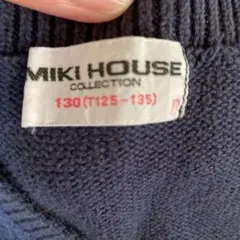 MIKI HOUSE
COLLECTION
130(T125-135)